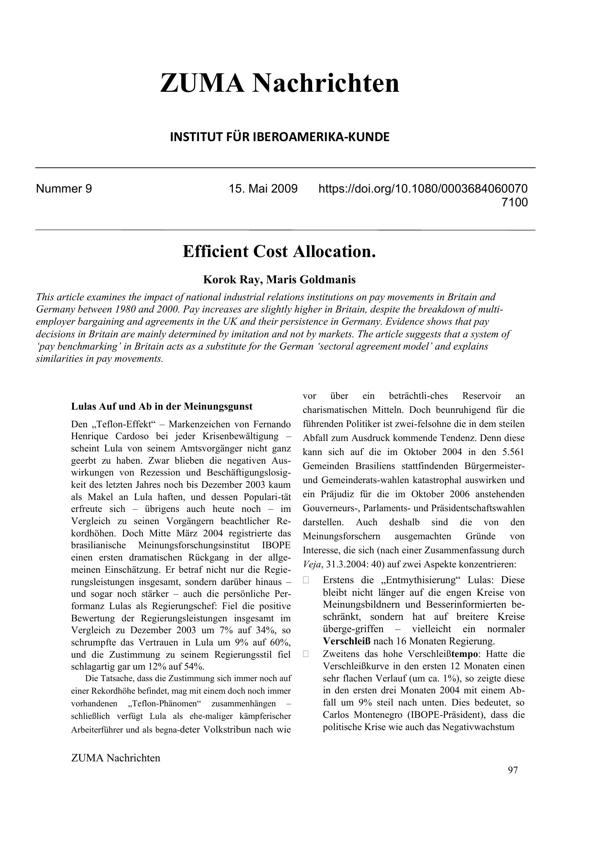 ZUMA Nachrichten
INSTITUT FÜR IBEROAMERIKA-KUNDE
Nummer 9 15. Mai 2009 https://doi.org/10.1080/0003684060070
7100
Efficient Cost Allocation.
Korok Ray, Maris Goldmanis
This article examines the impact of national industrial relations institutions on pay movements in Britain and
Germany between 1980 and 2000. Pay increases are slightly higher in Britain, despite the breakdown of multi-
employer bargaining and agreements in the UK and their persistence in Germany. Evidence shows that pay
decisions in Britain are mainly determined by imitation and not by markets. The article suggests that a system of
‘pay benchmarking’ in Britain acts as a substitute for the German ‘sectoral agreement model’ and explains
similarities in pay movements.
Lulas Auf und Ab in der Meinungsgunst
Den „Teflon-Effekt“ – Markenzeichen von Fernando
Henrique Cardoso bei jeder Krisenbewältigung –
scheint Lula von seinem Amtsvorgänger nicht ganz
geerbt zu haben. Zwar blieben die negativen Aus-
wirkungen von Rezession und Beschäftigungslosig-
keit des letzten Jahres noch bis Dezember 2003 kaum
als Makel an Lula haften, und dessen Populari-tät
erfreute sich – übrigens auch heute noch – im
Vergleich zu seinen Vorgängern beachtlicher Re-
kordhöhen. Doch Mitte März 2004 registrierte das
brasilianische Meinungsforschungsinstitut IBOPE
einen ersten dramatischen Rückgang in der allge-
meinen Einschätzung. Er betraf nicht nur die Regie-
rungsleistungen insgesamt, sondern darüber hinaus –
und sogar noch stärker – auch die persönliche Per-
formanz Lulas als Regierungschef: Fiel die positive
Bewertung der Regierungsleistungen insgesamt im
Vergleich zu Dezember 2003 um 7% auf 34%, so
schrumpfte das Vertrauen in Lula um 9% auf 60%,
und die Zustimmung zu seinem Regierungsstil fiel
schlagartig gar um 12% auf 54%.
Die Tatsache, dass die Zustimmung sich immer noch auf
einer Rekordhöhe befindet, mag mit einem doch noch immer
vorhandenen „Teflon-Phänomen“ zusammenhängen –
schließlich verfügt Lula als ehe-maliger kämpferischer
Arbeiterführer und als begna-deter Volkstribun nach wie
vor über ein beträchtli-ches Reservoir an
charismatischen Mitteln. Doch beunruhigend für die
führenden Politiker ist zwei-felsohne die in dem steilen
Abfall zum Ausdruck kommende Tendenz. Denn diese
kann sich auf die im Oktober 2004 in den 5.561
Gemeinden Brasiliens stattfindenden Bürgermeister-
und Gemeinderats-wahlen katastrophal auswirken und
ein Präjudiz für die im Oktober 2006 anstehenden
Gouverneurs-, Parlaments- und Präsidentschaftswahlen
darstellen. Auch deshalb sind die von den
Meinungsforschern ausgemachten Gründe von
Interesse, die sich (nach einer Zusammenfassung durch
Veja, 31.3.2004: 40) auf zwei Aspekte konzentrieren:
Erstens die „Entmythisierung“ Lulas: Diese
bleibt nicht länger auf die engen Kreise von
Meinungsbildnern und Besserinformierten be-
schränkt, sondern hat auf breitere Kreise
überge-griffen – vielleicht ein normaler
Verschleiß nach 16 Monaten Regierung.
Zweitens das hohe Verschleißtempo: Hatte die
Verschleißkurve in den ersten 12 Monaten einen
sehr flachen Verlauf (um ca. 1%), so zeigte diese
in den ersten drei Monaten 2004 mit einem Ab-
fall um 9% steil nach unten. Dies bedeutet, so
Carlos Montenegro (IBOPE-Präsident), dass die
politische Krise wie auch das Negativwachstum
ZUMA Nachrichten
97